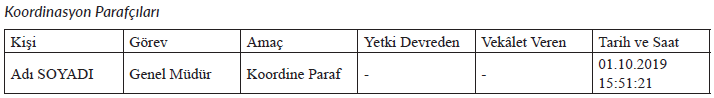 Koordinasyon Parafçıları
Kişi Görev Amaç Yetki Devreden Vekâlet Veren Tarih ve Saat
Adı SOYADI Genel Müdür Koordine Paraf - - 01.10.2019
15:51:21